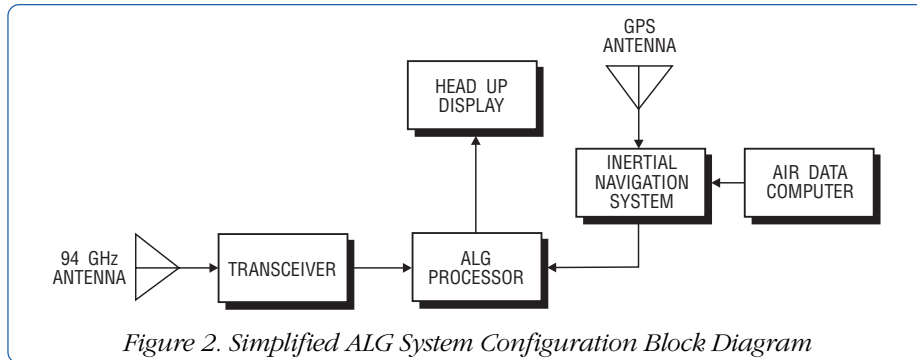 GPS
ANTENNA
HEAD UP
DISPLAY
INERTIAL
NAVIGATION
SYSTEM
AIR DATA
COMPUTER
94 GHz
ANTENNA
TRANSCEIVER
ALG
PROCESSOR
Figure 2. Simplified ALG System Configuration Block Diagram